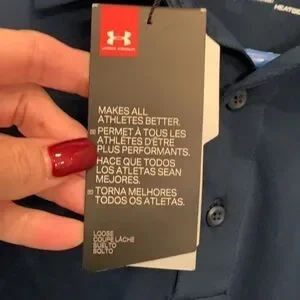 UNDER ARMOUR
HEATGE
MAKES ALL
ATHLETES BETTER.
PERMET À TOUS LES
ATHLÈTES D'ÊTRE
PLUS PERFORMANTS.
HACE QUE TODOS
LOS ATLETAS SEAN
MEJORES.
TORNA MELHORES
TODOS OS ATLETAS.
LOOSE
COUPE LÂCHE
SUELTO
SOLTO